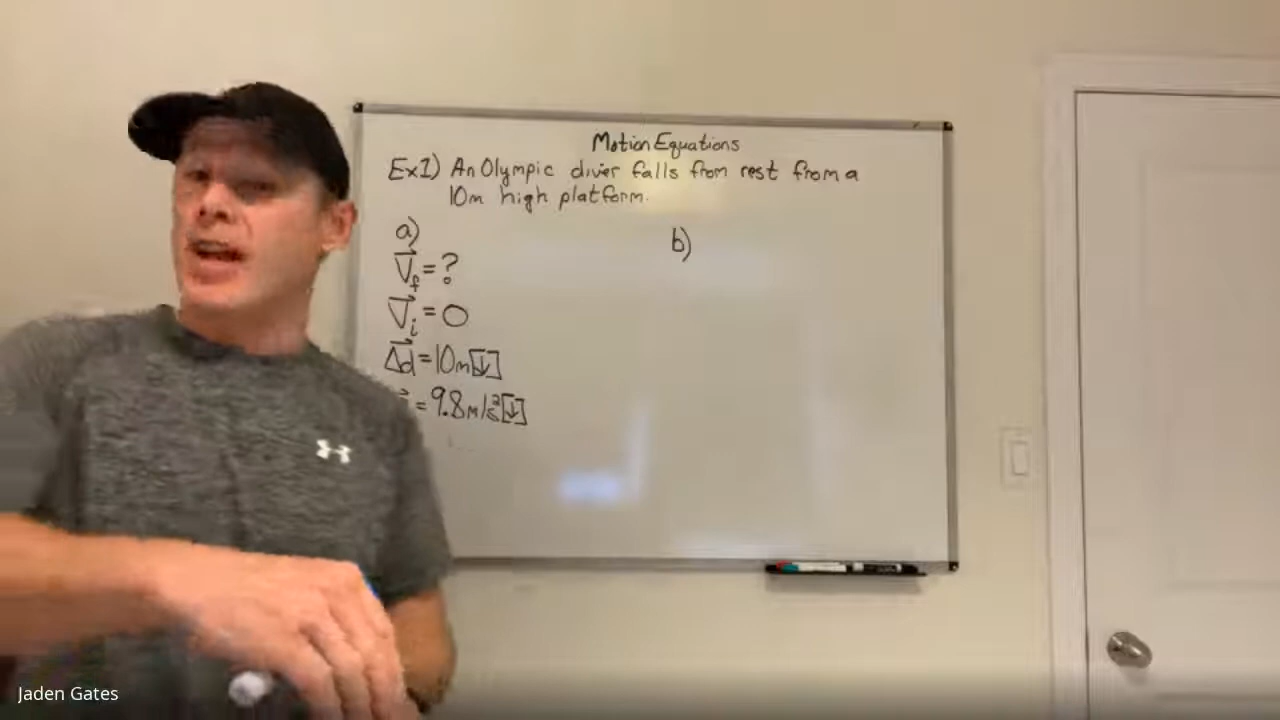 Motion Equations
Ex1) An Olympic diver falls from rest from a
10m high platform.
a)
b)
V⃗f = ?
V⃗i = 0
Δd⃗ = 10m[↓]
= 9.8m/s²[↓]
Jaden Gates